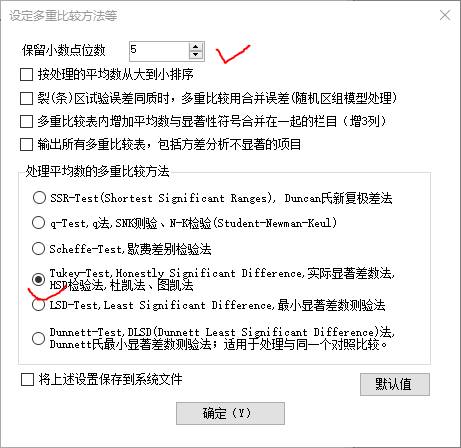 设定多重比较方法等
保留小数点位数 5
按处理的平均数从大到小排序
裂(条)区试验误差同质时，多重比较用合并误差(随机区组模型处理)
多重比较表内增加平均数与显著性符号合并在一起的栏目（增3列）
输出所有多重比较表，包括方差分析不显著的项目
处理平均数的多重比较方法
SSR-Test(Shortest Significant Ranges), Duncan氏新复极差法
q-Test,q法,SNK测验、N-K检验(Student-Newman-Keul)
Scheffe-Test,歇费差别检验法
Tukey-Test,Honestly Significant Difference,实际显著差数法,
HSD检验法,杜凯法、图凯法
LSD-Test,Least Significant Difference,最小显著差数测验法
Dunnett-Test,DLSD(Dunnett Least Significant Difference)法,
Dunnett氏最小显著差数测验法；适用于处理与同一个对照比较。
将上述设置保存到系统文件
默认值
确定（Y）